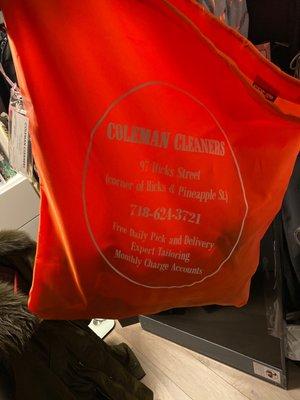 COLEMAN CLEANERS
97 Hicks Street
(corner of Hicks & Pineapple St.)
718-624-3721
Free Daily Pick and Delivery
Expert Tailoring
Monthly Charge Accounts